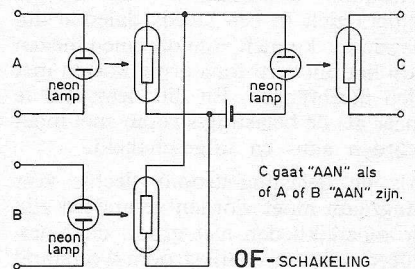 A
neon
lamp
neon
lamp
C
B
neon
lamp
C gaat "AAN" als
of A of B "AAN" zijn.
OF-SCHAKELING